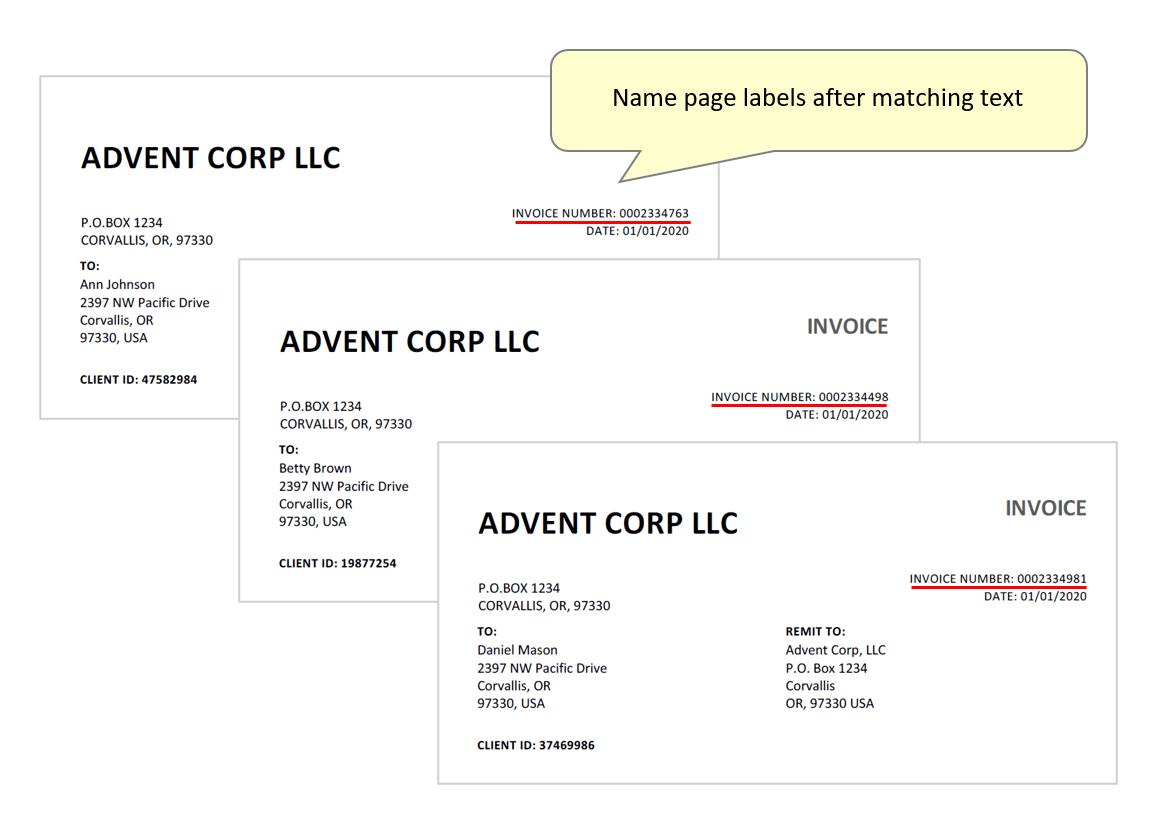 Name page labels after matching text
ADVENT CORP LLC
INVOICE NUMBER: 0002334763
DATE: 01/01/2020
P.O.BOX 1234
CORVALLIS, OR, 97330
TO:
Ann Johnson
2397 NW Pacific Drive
Corvallis, OR
97330, USA
CLIENT ID: 47582984
INVOICE
ADVENT CORP LLC
INVOICE NUMBER: 0002334498
DATE: 01/01/2020
P.O.BOX 1234
CORVALLIS, OR, 97330
TO:
Betty Brown
2397 NW Pacific Drive
Corvallis, OR
97330, USA
CLIENT ID: 19877254
INVOICE
ADVENT CORP LLC
INVOICE NUMBER: 0002334981
DATE: 01/01/2020
P.O.BOX 1234
CORVALLIS, OR, 97330
TO:
Daniel Mason
2397 NW Pacific Drive
Corvallis, OR
97330, USA
REMIT TO:
Advent Corp, LLC
P.O. Box 1234
Corvallis
OR, 97330 USA
CLIENT ID: 37469986